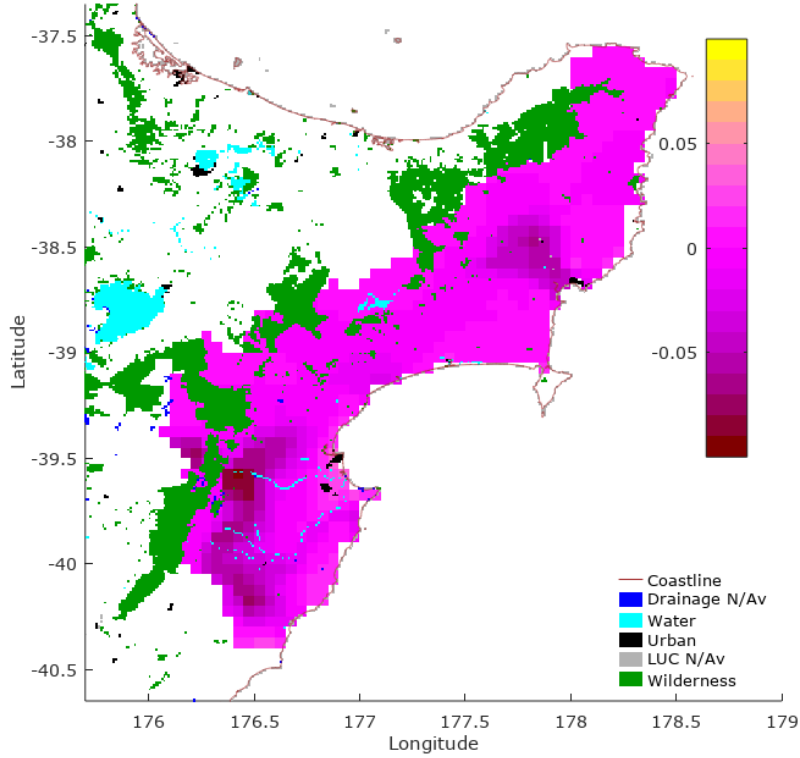 -37.5
-38
-38.5
-39
-39.5
-40
-40.5
Latitude
176
176.5
177
177.5
178
178.5
179
Longitude
0.05
0
-0.05
Coastline
Drainage N/Av
Water
Urban
LUC N/Av
Wilderness